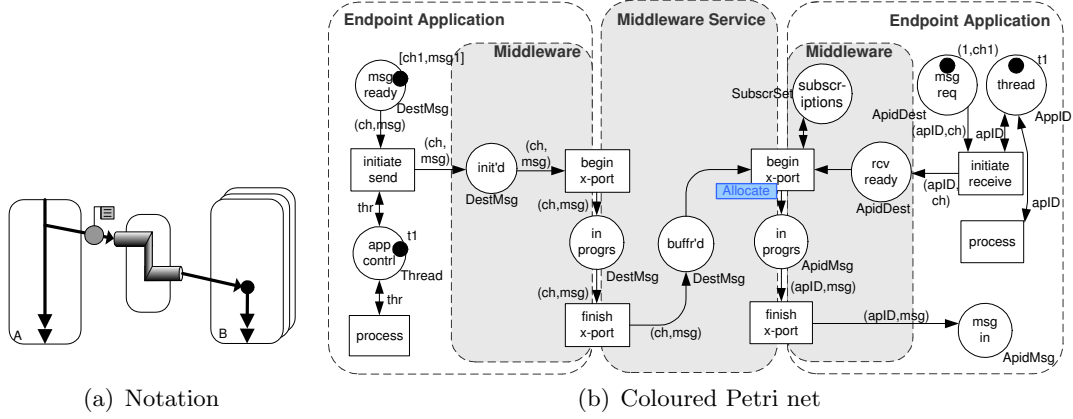 Endpoint Application
Middleware Service
Endpoint Application
Middleware
Middleware
[ch1,msg1]
msg
ready
DestMsg
(ch,msg)
initiate
send
(ch,
msg)
init'd
DestMsg
(ch,
msg)
begin
x-port
(ch,msg)
in
progrs
DestMsg
(ch,msg)
finish
x-port
(ch,msg)
buffr'd
DestMsg
thr
app
contrl
t1
Thread
thr
process
SubscrSet
subscr-
iptions
begin
x-port
Allocate
in
progrs
ApidMsg
(apID,msg)
finish
x-port
(apID,msg)
msg
in
ApidMsg
rcv
ready
ApidDest
(apID,
ch)
initiate
receive
(1,ch1)
msg
req
ApidDest
(apID,ch)
t1
thread
AppID
apID
apID
process
A
B
(a) Notation
(b) Coloured Petri net